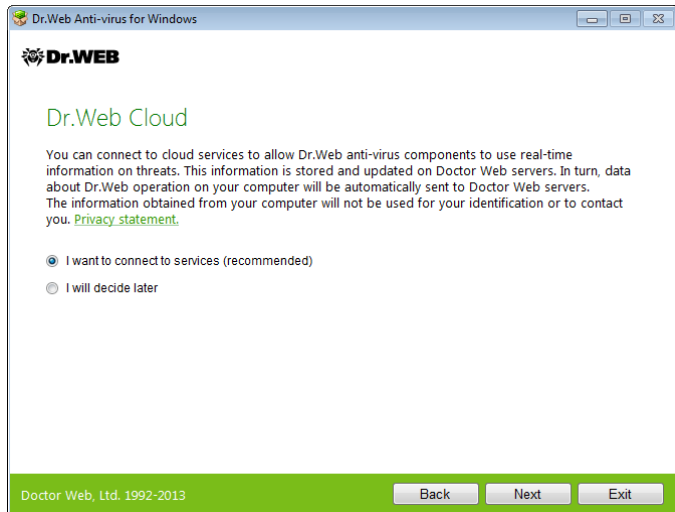 Dr.Web Anti-virus for Windows
Dr.WEB
Dr.Web Cloud
You can connect to cloud services to allow Dr.Web anti-virus components to use real-time
information on threats. This information is stored and updated on Doctor Web servers. In turn, data
about Dr.Web operation on your computer will be automatically sent to Doctor Web servers.
The information obtained from your computer will not be used for your identification or to contact
you. Privacy statement.
I want to connect to services (recommended)
I will decide later
Doctor Web, Ltd. 1992-2013
Back
Next
Exit